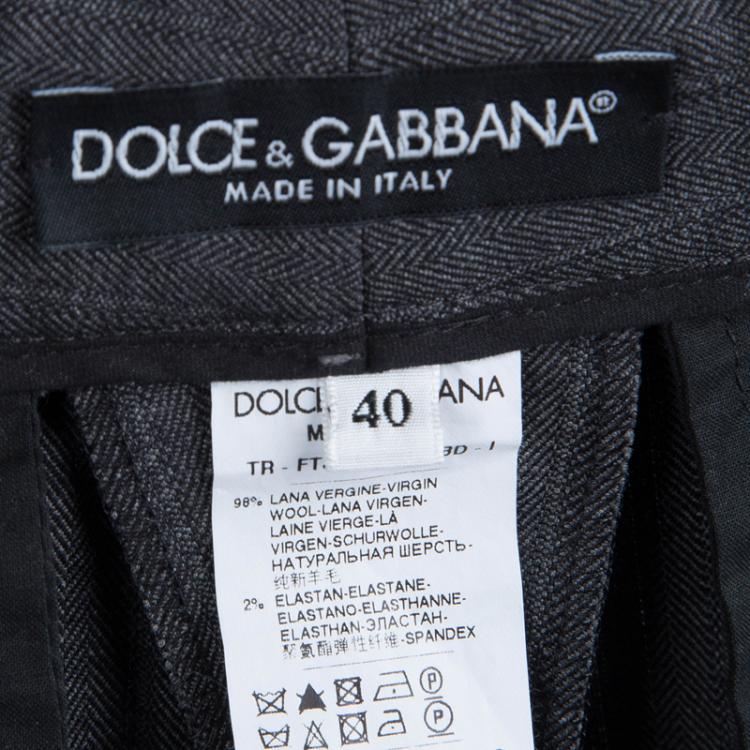 DOLCE & GABBANA®
MADE IN ITALY
40
DOLC ANA
M
TR - FT 3D - I
98% LANA VERGINE-VIRGIN
WOOL-LANA VIRGEN-
LAINE VIERGE-LÀ
VIRGEN-SCHURWOLLE-
НАТУРАЛЬНАЯ ШЕРСТЬ-
纯新羊毛
2% ELASTAN-ELASTANE-
ELASTANO-ELASTHANNE-
ELASTHAN-ЭЛАСТАН-
聚氨酯弹性纤维-SPANDEX
P
P